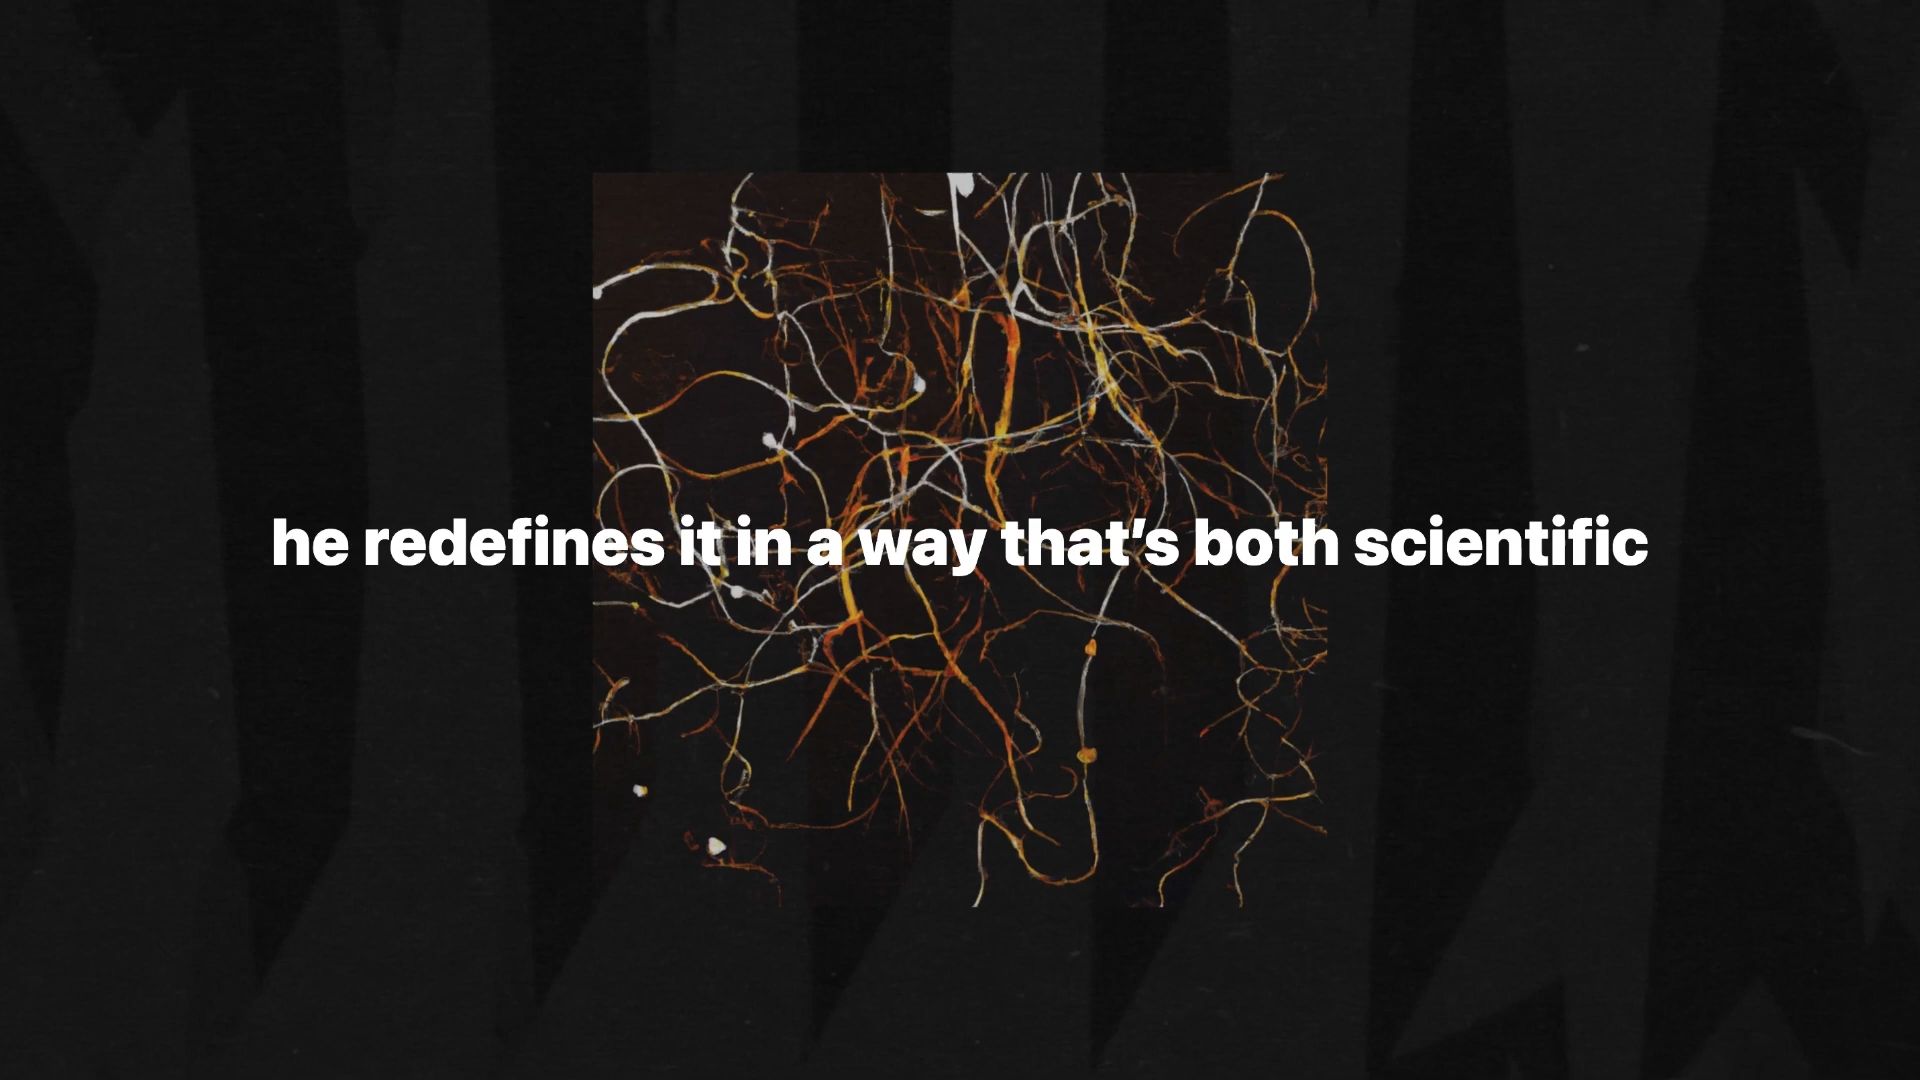 he redefines it in a way that’s both scientific